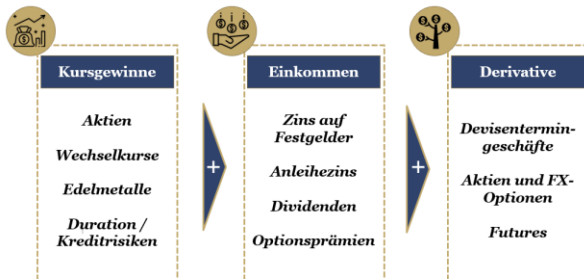 Kursgewinne
Aktien
Wechselkurse
Edelmetalle
Duration /
Kreditrisiken
+
Einkommen
Zins auf
Festgelder
Anleihezins
Dividenden
Optionsprämien
+
Derivative
Devisentermin-
geschäfte
Aktien und FX-
Optionen
Futures